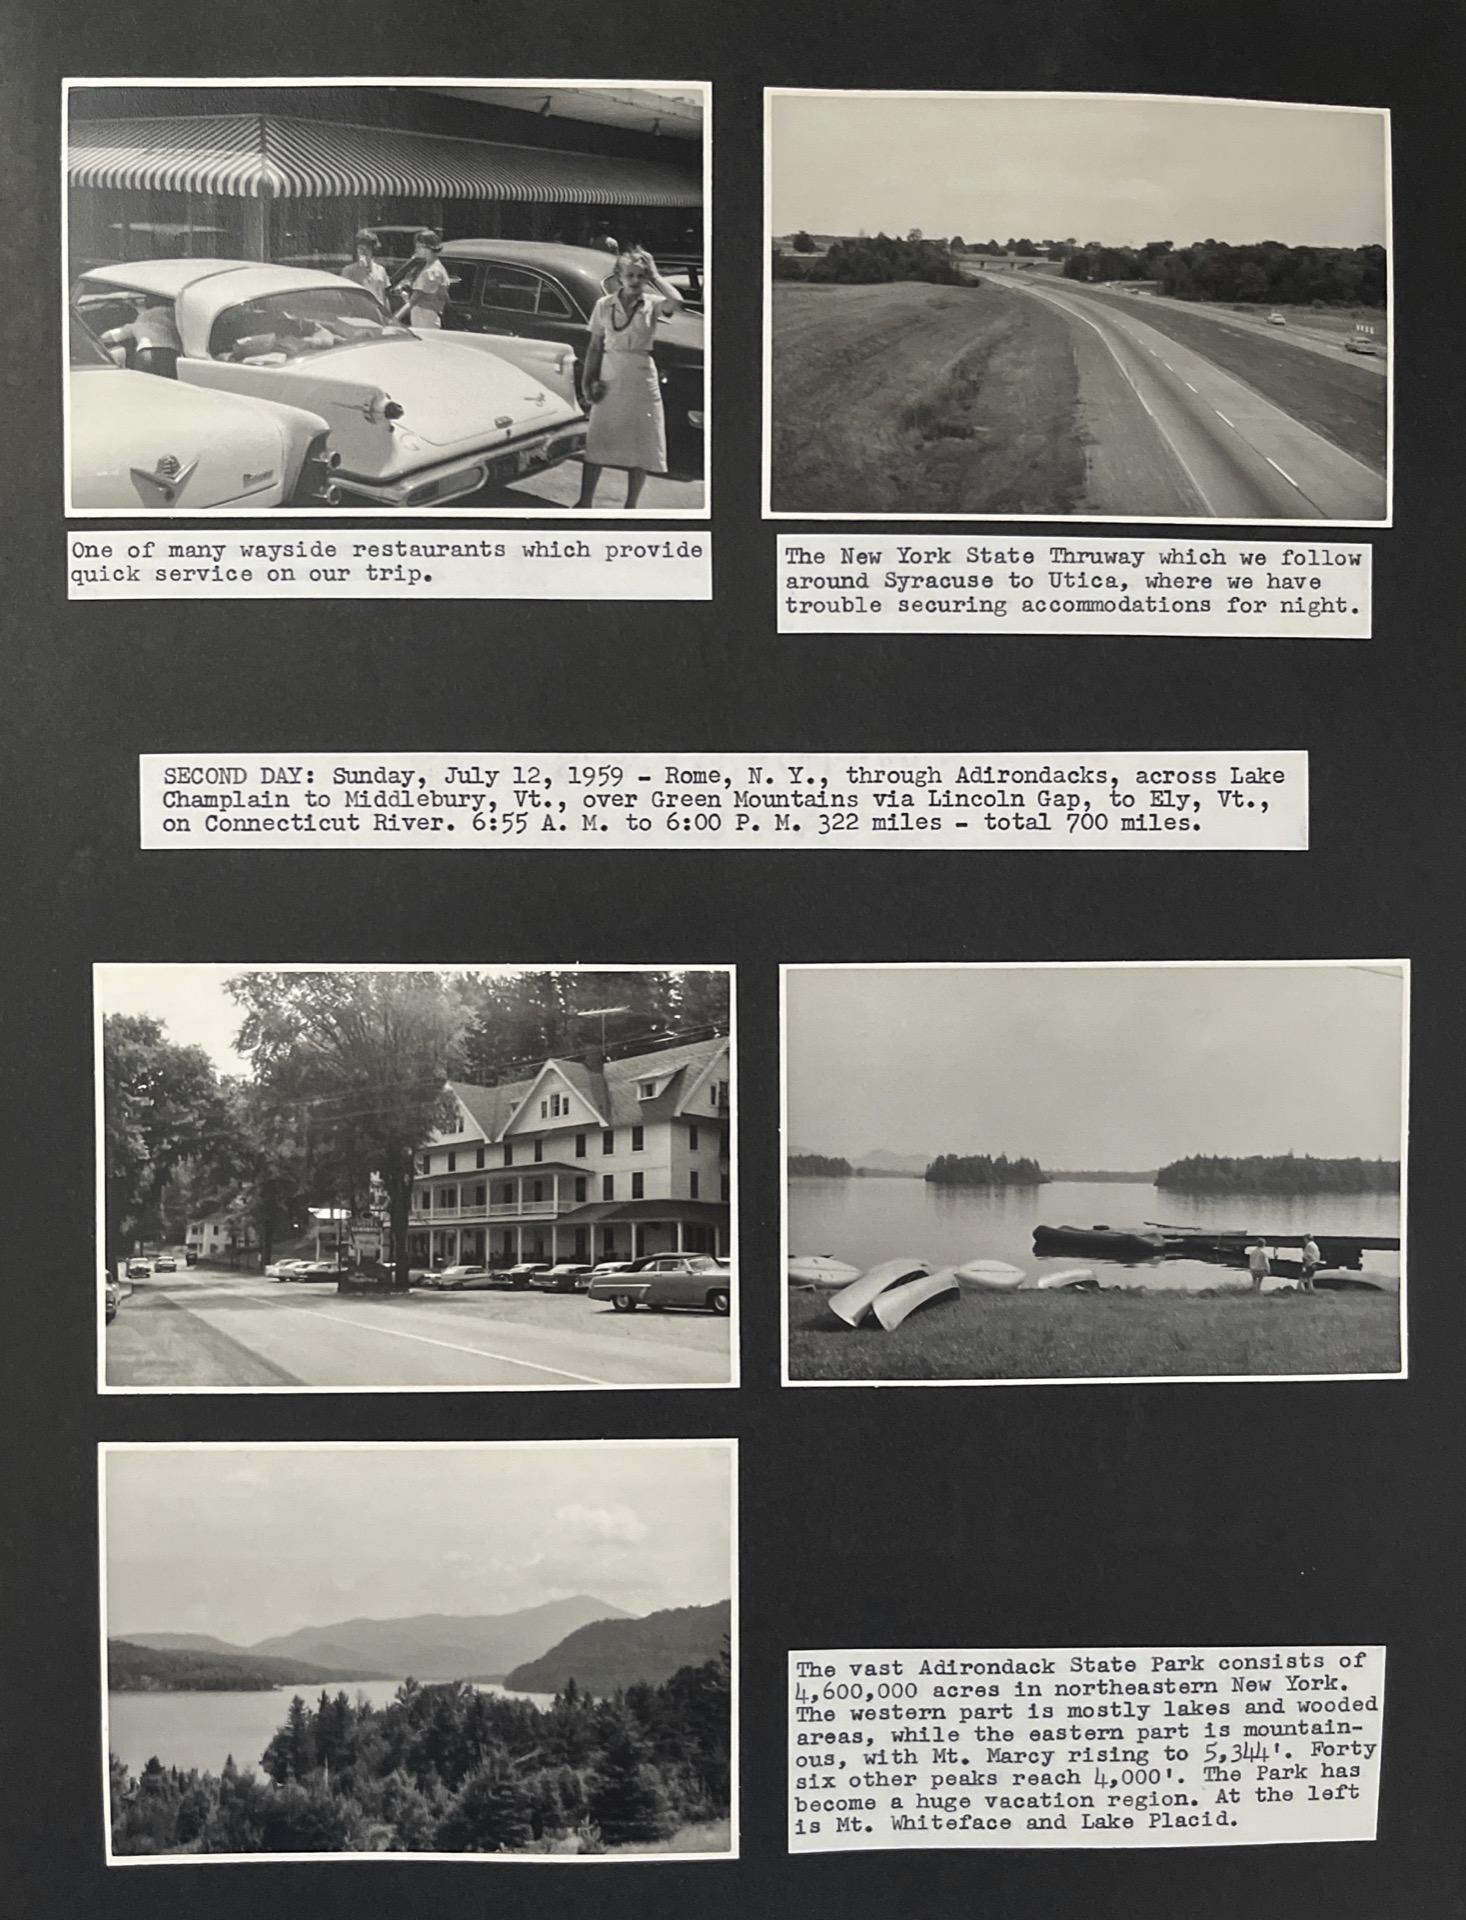 One of many wayside restaurants which provide
quick service on our trip.
The New York State Thruway which we follow
around Syracuse to Utica, where we have
trouble securing accommodations for night.
SECOND DAY: Sunday, July 12, 1959 - Rome, N. Y., through Adirondacks, across Lake
Champlain to Middlebury, Vt., over Green Mountains via Lincoln Gap, to Ely, Vt.,
on Connecticut River. 6:55 A. M. to 6:00 P. M. 322 miles - total 700 miles.
The vast Adirondack State Park consists of
4,600,000 acres in northeastern New York.
The western part is mostly lakes and wooded
areas, while the eastern part is mountain-
ous, with Mt. Marcy rising to 5,344'. Forty
six other peaks reach 4,000'. The Park has
become a huge vacation region. At the left
is Mt. Whiteface and Lake Placid.